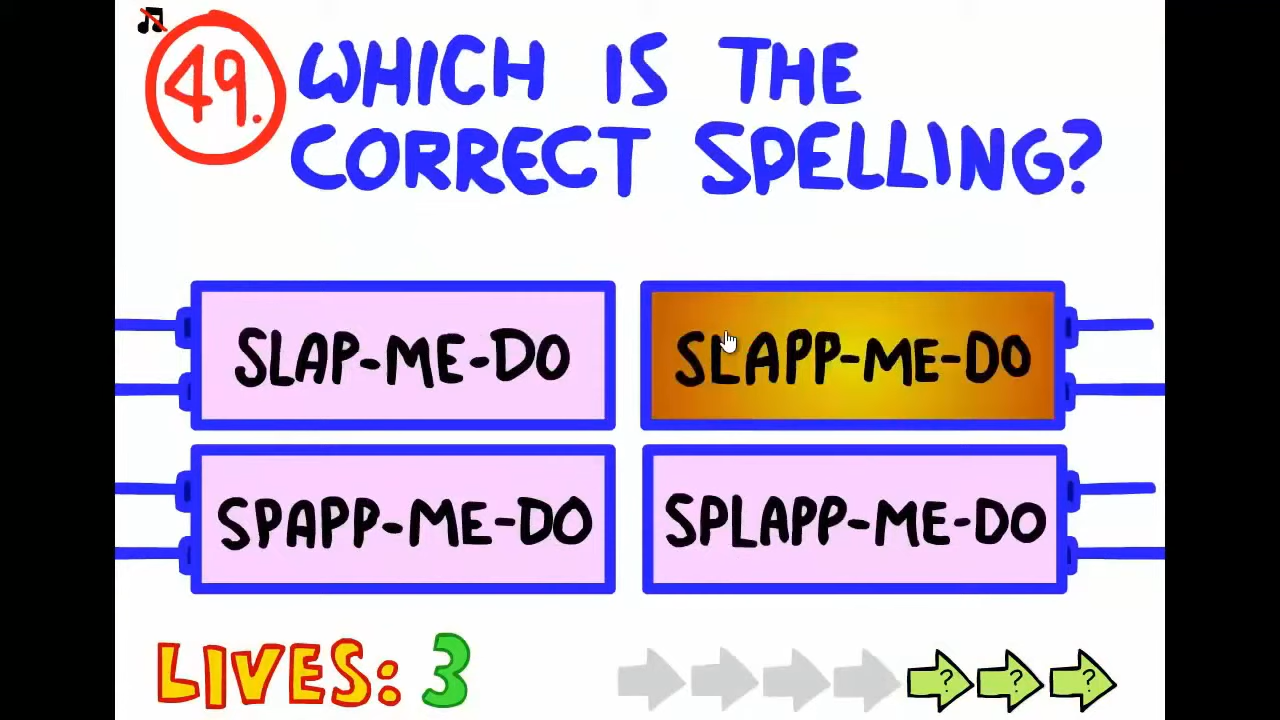 49. WHICH IS THE
CORRECT SPELLING?
SLAP-ME-DO
SLAPP-ME-DO
SPAPP-ME-DO
SPLAPP-ME-DO
LIVES: 3
? ? ?